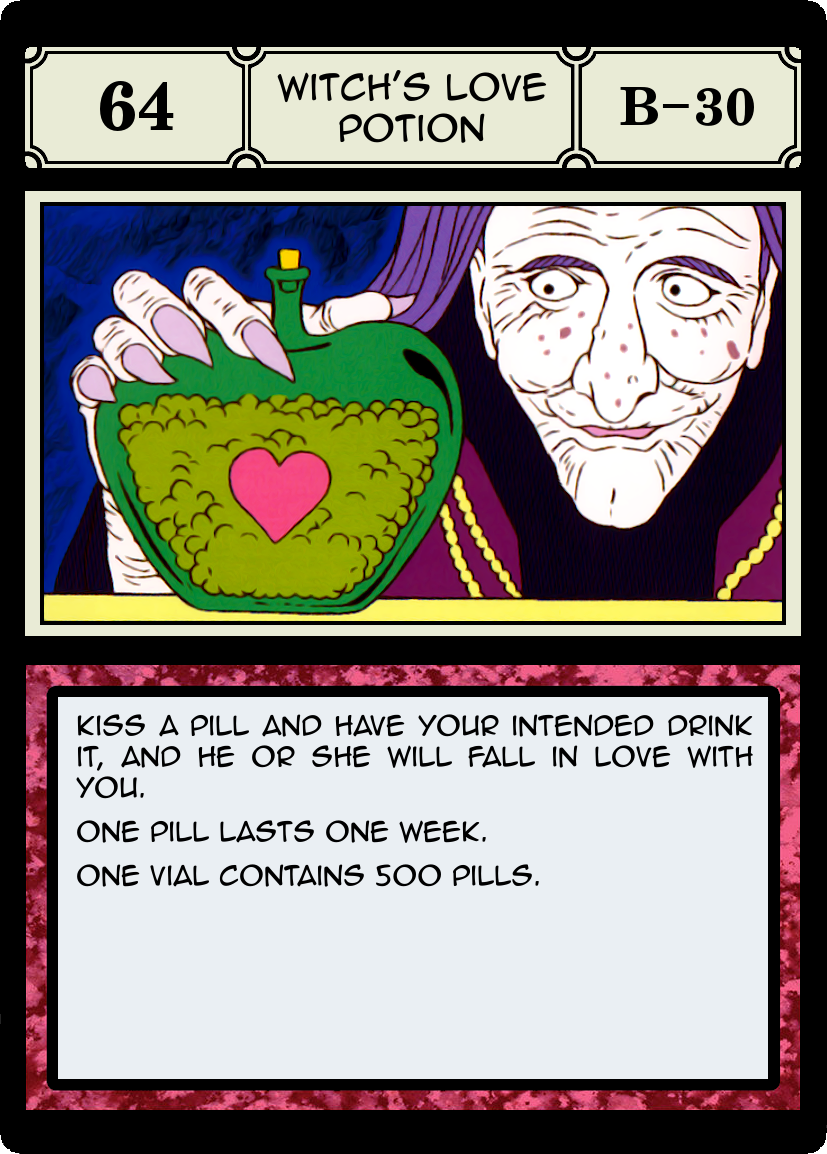 64
WITCH'S LOVE
POTION
B-30
KISS A PILL AND HAVE YOUR INTENDED DRINK
IT, AND HE OR SHE WILL FALL IN LOVE WITH
YOU.
ONE PILL LASTS ONE WEEK.
ONE VIAL CONTAINS 500 PILLS.